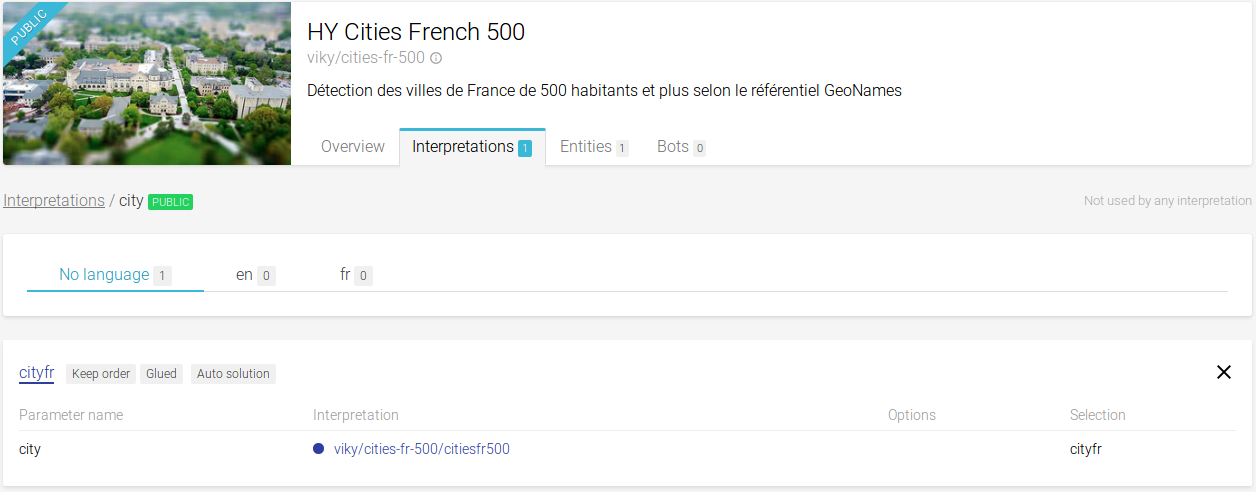 PUBLIC
HY Cities French 500
viky/cities-fr-500
Détection des villes de France de 500 habitants et plus selon le référentiel GeoNames
Overview Interpretations 1 Entities 1 Bots 0
Interpretations / city PUBLIC Not used by any interpretation
No language 1 en 0 fr 0
cityfr Keep order Glued Auto solution
Parameter name Interpretation Options Selection
city viky/cities-fr-500/citiesfr500 cityfr